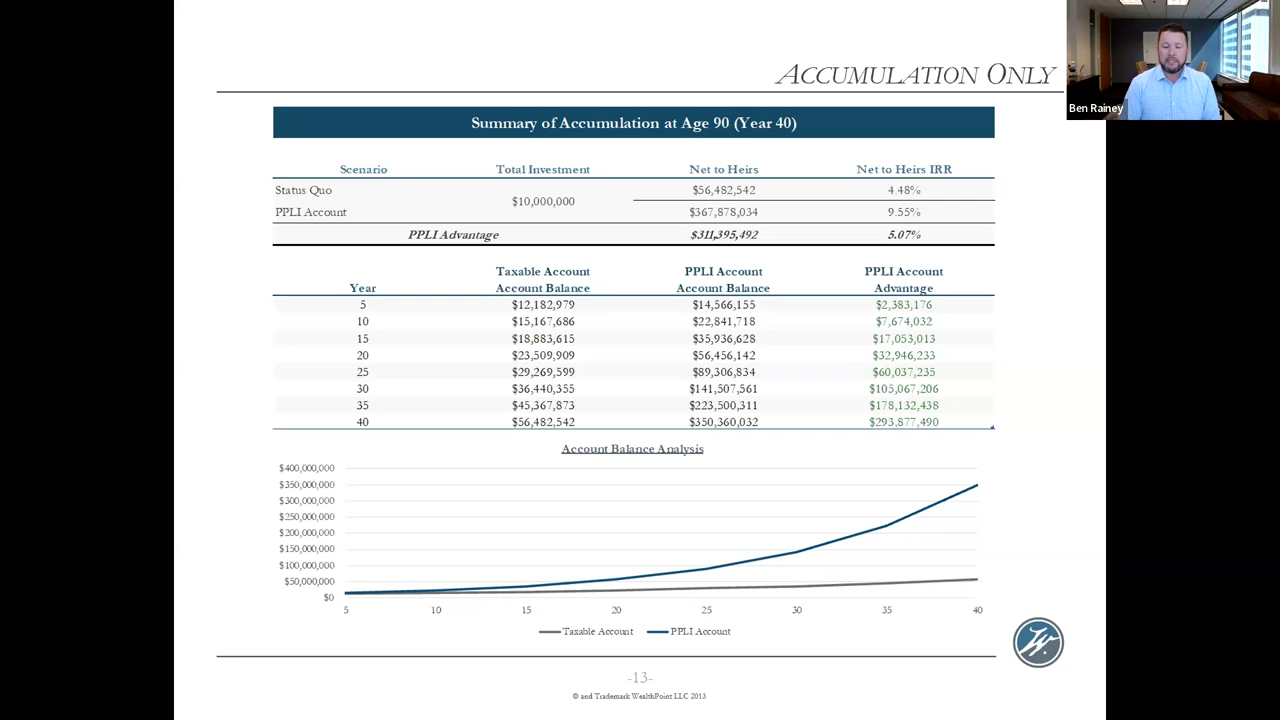 Ben Rainey
ACCUMULATION ONLY
Summary of Accumulation at Age 90 (Year 40)
Scenario Total Investment Net to Heirs Net to Heirs IRR
Status Quo $56,482,542 4.48%
$10,000,000
PPLI Account $367,878,034 9.55%
PPLI Advantage $311,395,492 5.07%
Taxable Account PPLI Account PPLI Account
Year Account Balance Account Balance Advantage
5 $12,182,979 $14,566,155 $2,383,176
10 $15,167,686 $22,841,718 $7,674,032
15 $18,883,615 $35,936,628 $17,053,013
20 $23,509,909 $56,456,142 $32,946,233
25 $29,269,599 $89,306,834 $60,037,235
30 $36,440,355 $141,507,561 $105,067,206
35 $45,367,873 $223,500,311 $178,132,438
40 $56,482,542 $350,360,032 $293,877,490
Account Balance Analysis
$400,000,000
$350,000,000
$300,000,000
$250,000,000
$200,000,000
$150,000,000
$100,000,000
$50,000,000
$0
5 10 15 20 25 30 35 40
Taxable Account PPLI Account
-13-
© and Trademark WealthPoint LLC 2013